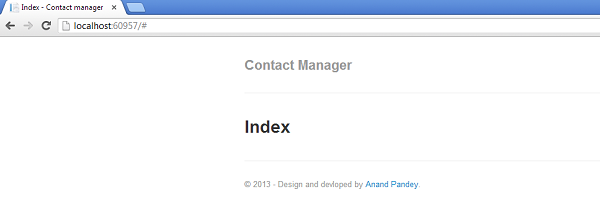 Index - Contact manager
localhost:60957/#
Contact Manager
Index
© 2013 - Design and devloped by Anand Pandey.